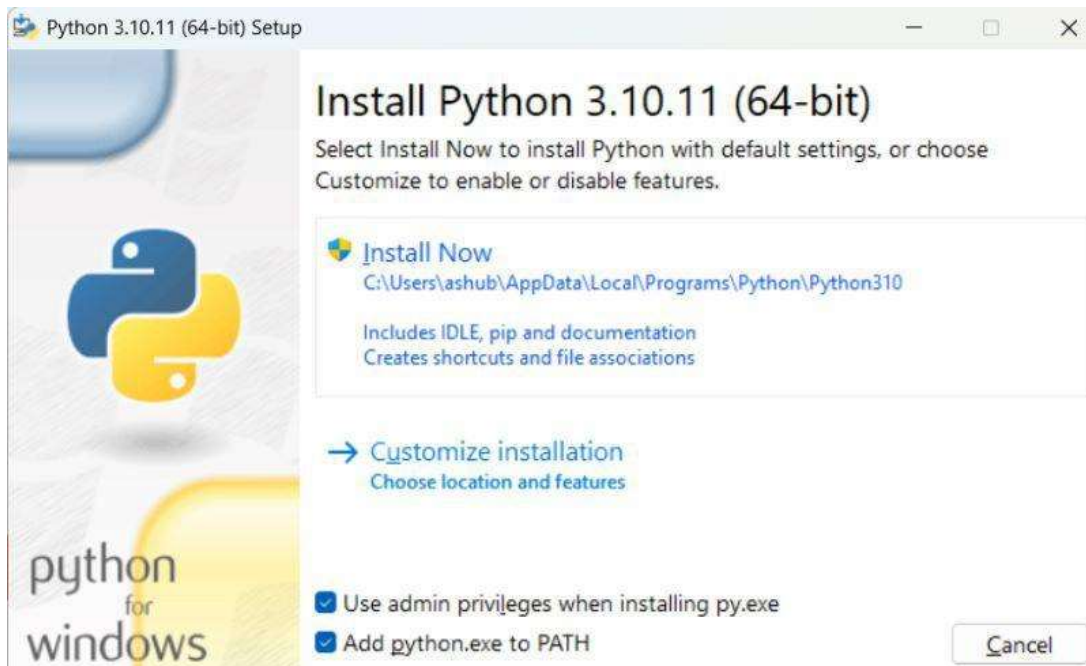 Python 3.10.11 (64-bit) Setup
Install Python 3.10.11 (64-bit)
Select Install Now to install Python with default settings, or choose
Customize to enable or disable features.
Install Now
C:\Users\ashub\AppData\Local\Programs\Python\Python310
Includes IDLE, pip and documentation
Creates shortcuts and file associations
Customize installation
Choose location and features
python
for
windows
Use admin privileges when installing py.exe
Add python.exe to PATH
Cancel